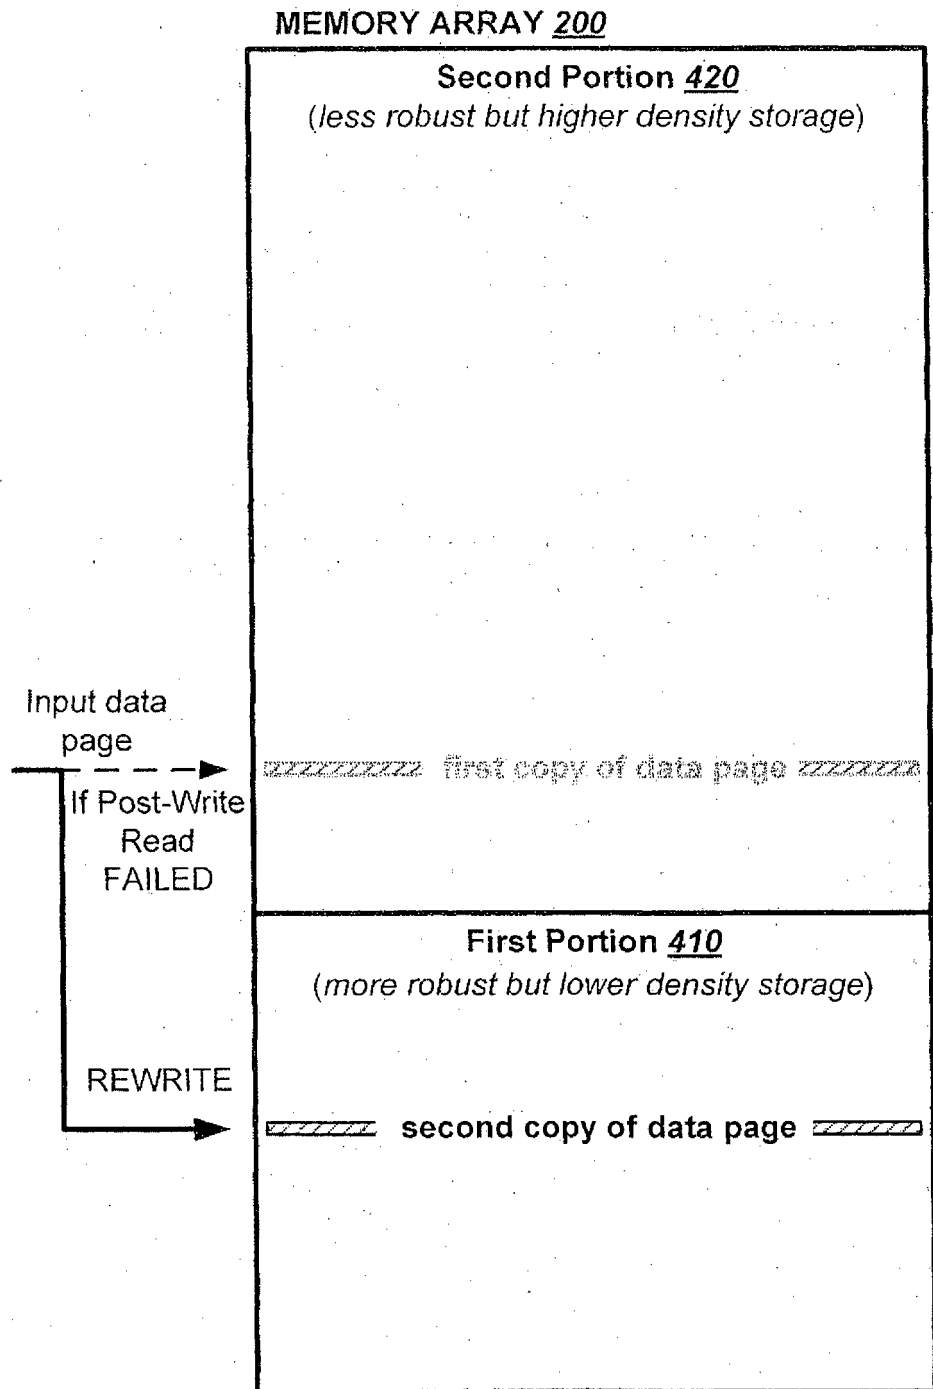 MEMORY ARRAY 200
Second Portion 420
(less robust but higher density storage)
Input data
page
first copy of data page
If Post-Write
Read
FAILED
First Portion 410
(more robust but lower density storage)
REWRITE
second copy of data page